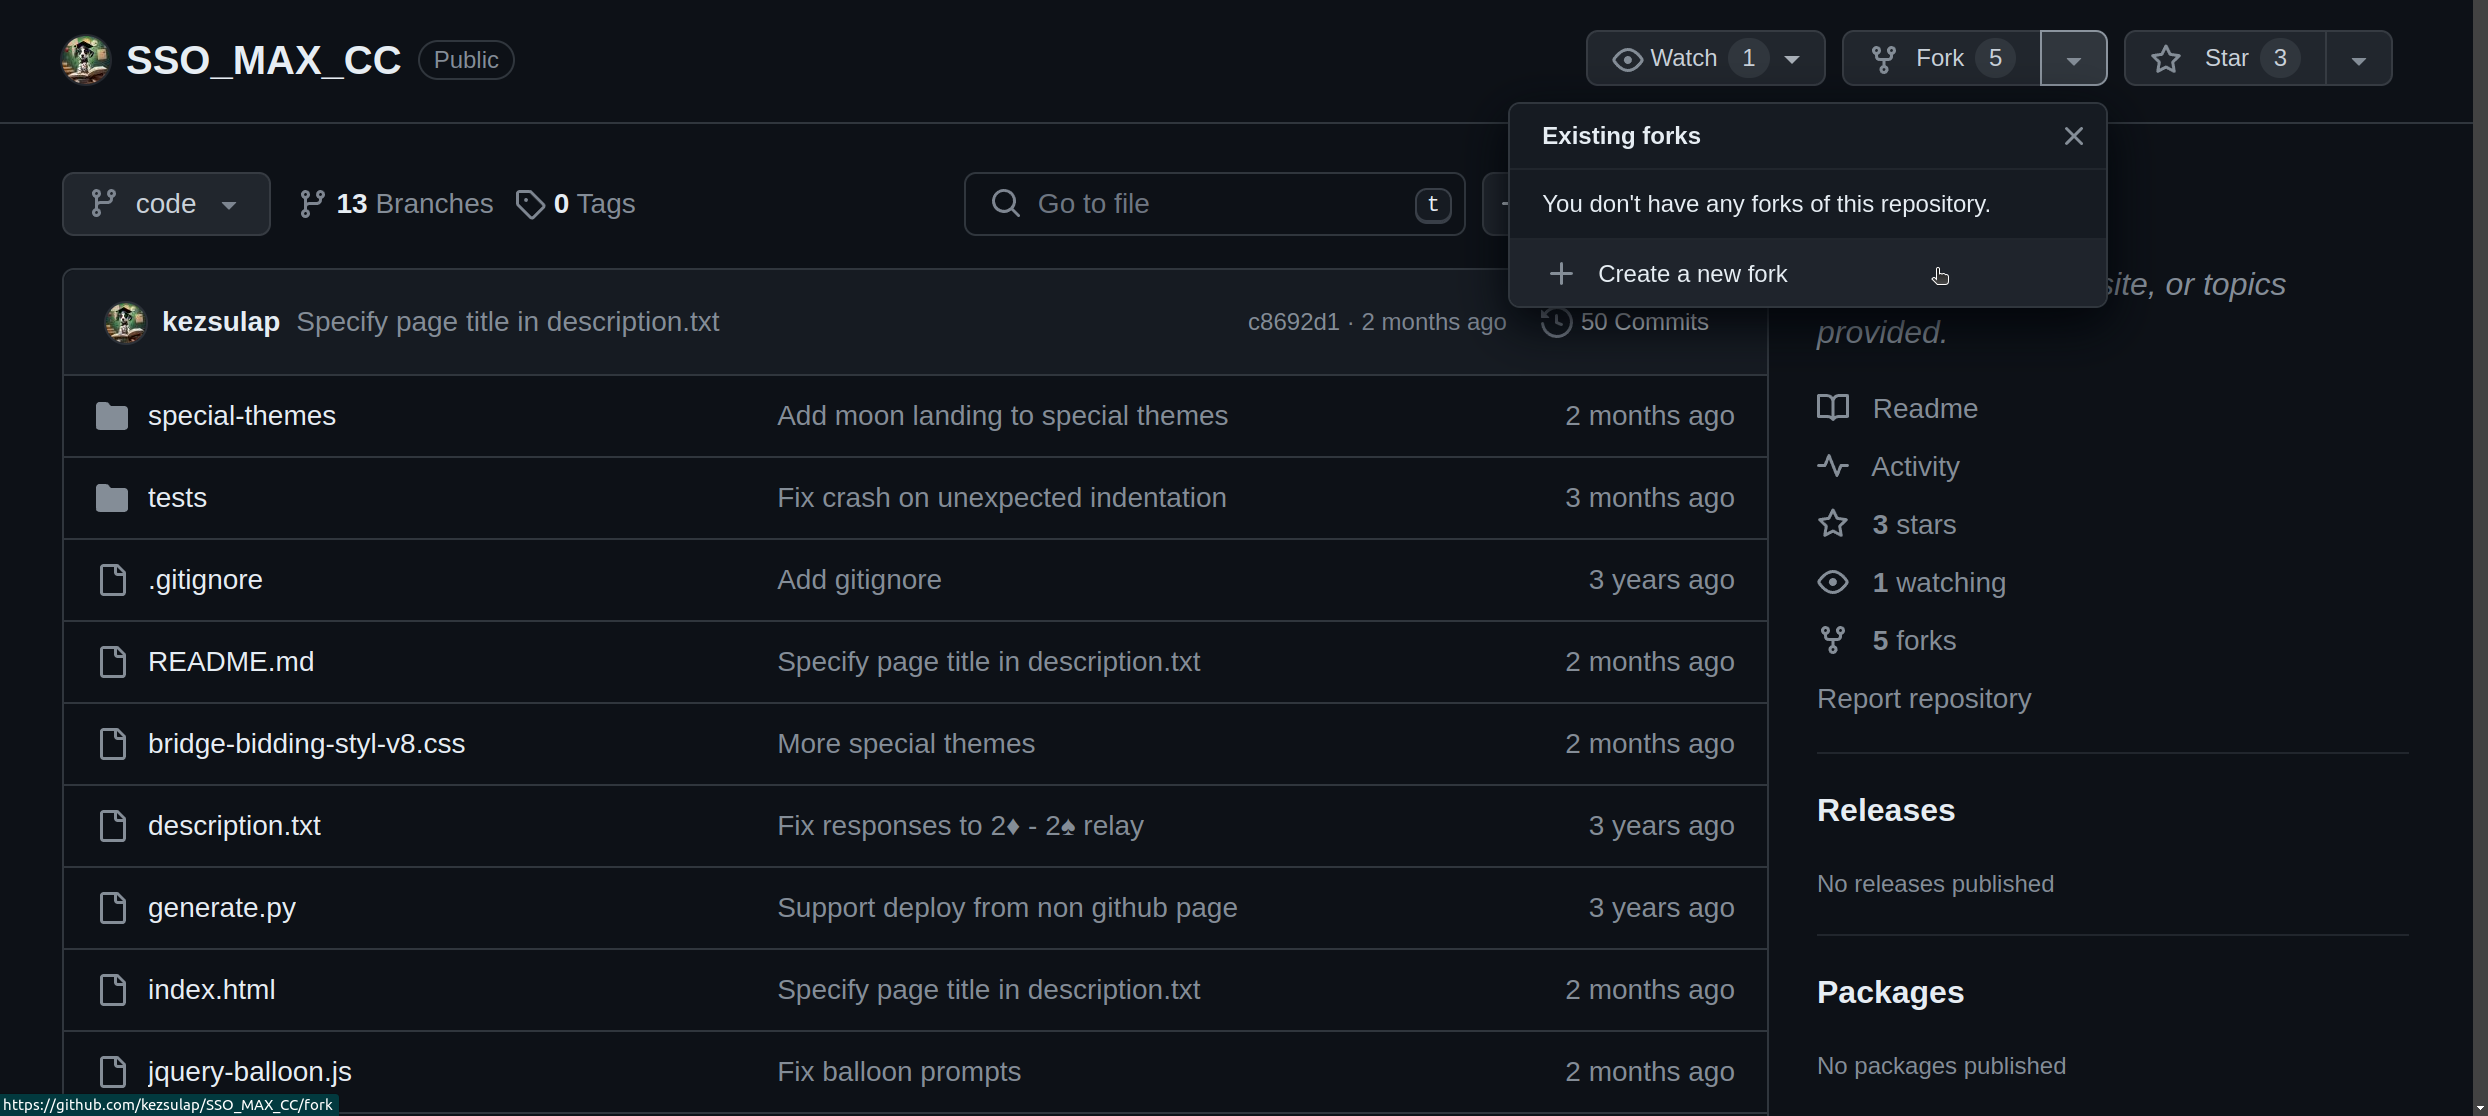 SSO_MAX_CC Public Watch 1 Fork 5 Star 3
Existing forks
You don't have any forks of this repository.
Create a new fork
code 13 Branches 0 Tags Go to file t
kezsulap Specify page title in description.txt c8692d1 · 2 months ago 50 Commits
special-themes Add moon landing to special themes 2 months ago
tests Fix crash on unexpected indentation 3 months ago
.gitignore Add gitignore 3 years ago
README.md Specify page title in description.txt 2 months ago
bridge-bidding-styl-v8.css More special themes 2 months ago
description.txt Fix responses to 2♦ - 2♠ relay 3 years ago
generate.py Support deploy from non github page 3 years ago
index.html Specify page title in description.txt 2 months ago
jquery-balloon.js Fix balloon prompts 2 months ago
site, or topics
provided.
Readme
Activity
3 stars
1 watching
5 forks
Report repository
Releases
No releases published
Packages
No packages published
https://github.com/kezsulap/SSO_MAX_CC/fork